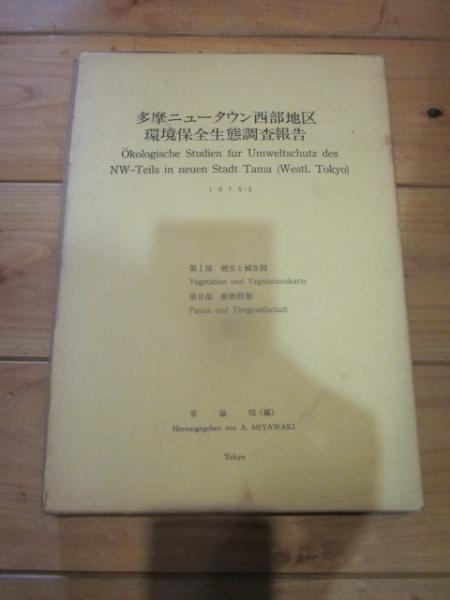 多摩ニュータウン西部地区
環境保全生態調査報告
Ökologische Studien für Umweltschutz des
NW-Teils in neuen Stadt Tama (Westl. Tokyo)
1975-3
第Ⅰ部 植生と植生図
Vegetation und Vegetationskarte
第Ⅱ部 動物群集
Fauna und Tiergesellschaft
宮脇 昭（編）
Herausgegeben von A. MIYAWAKI
Tokyo